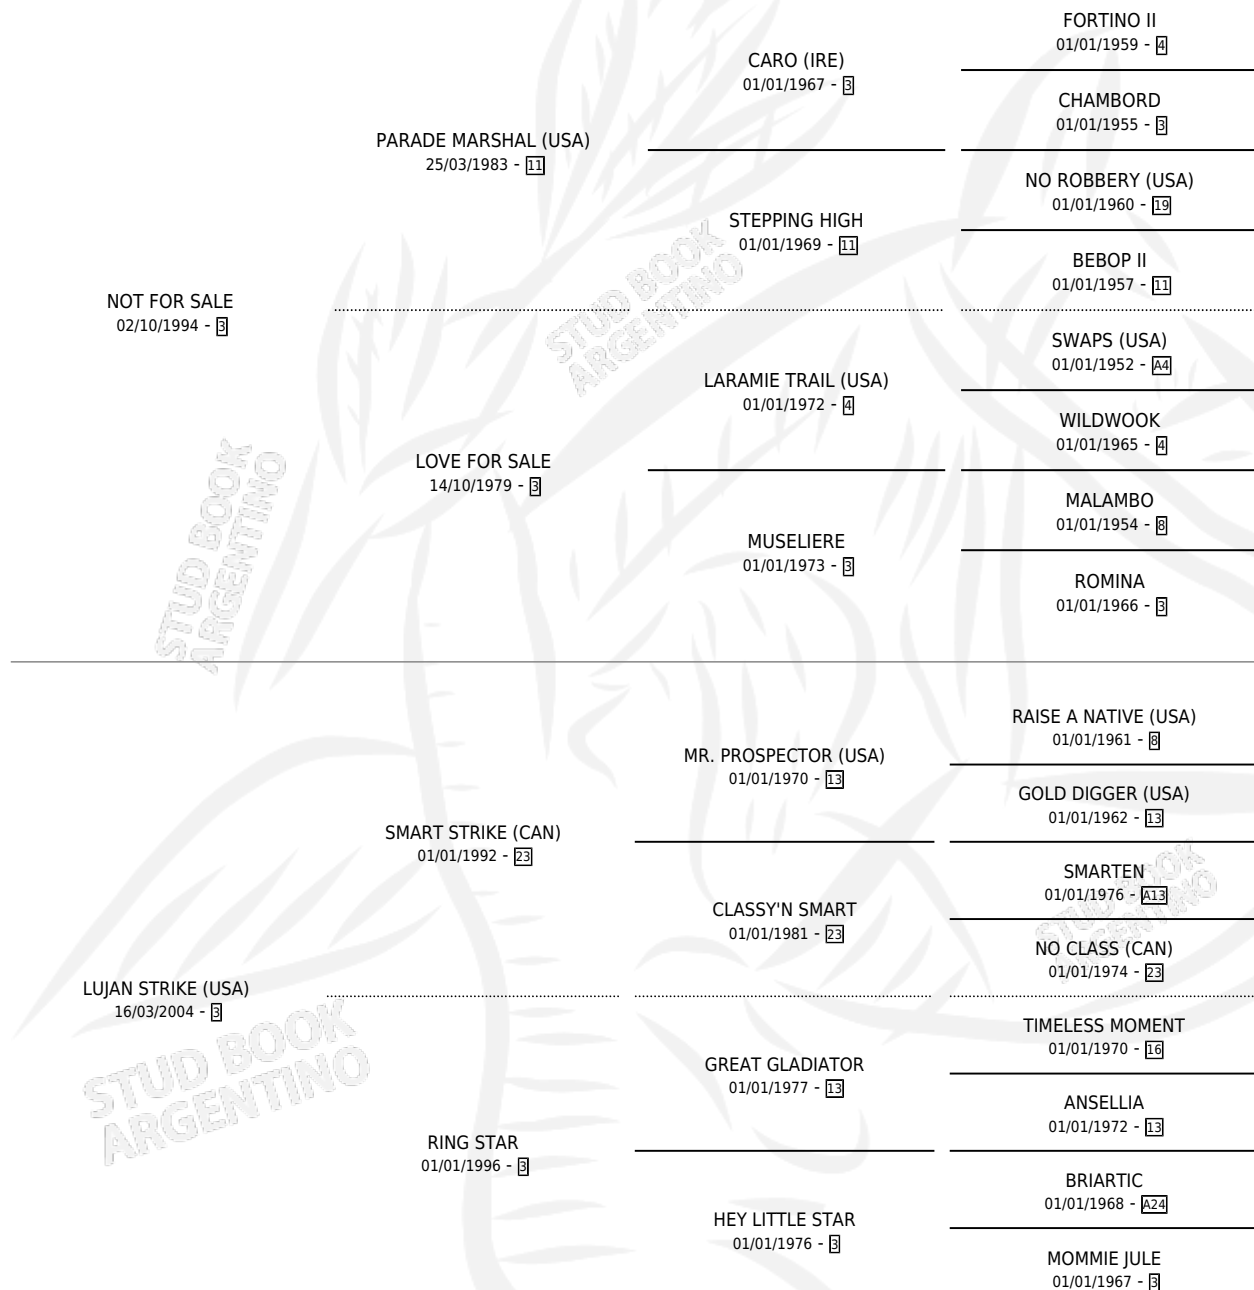 FORTINO II
01/01/1959 - 4
CARO (IRE)
01/01/1967 - 3
CHAMBORD
01/01/1955 - 3
PARADE MARSHAL (USA)
25/03/1983 - 11
NO ROBBERY (USA)
01/01/1960 - 19
STEPPING HIGH
01/01/1969 - 11
BEBOP II
01/01/1957 - 11
NOT FOR SALE
02/10/1994 - 3
STUD BOOK
ARGENTINO
SWAPS (USA)
01/01/1952 - A4
LARAMIE TRAIL (USA)
01/01/1972 - 4
WILDWOOK
01/01/1965 - 4
LOVE FOR SALE
14/10/1979 - 3
MALAMBO
01/01/1954 - 8
MUSELIERE
01/01/1973 - 3
ROMINA
01/01/1966 - 3
STUD BOOK
ARGENTINO
RAISE A NATIVE (USA)
01/01/1961 - 8
MR. PROSPECTOR (USA)
01/01/1970 - 13
GOLD DIGGER (USA)
01/01/1962 - 13
SMART STRIKE (CAN)
01/01/1992 - 23
SMARTEN
01/01/1976 - A13
STUD BOOK
ARGENTINO
CLASSY'N SMART
01/01/1981 - 23
NO CLASS (CAN)
01/01/1974 - 23
LUJAN STRIKE (USA)
16/03/2004 - 3
STUD BOOK
ARGENTINO
TIMELESS MOMENT
01/01/1970 - 16
GREAT GLADIATOR
01/01/1977 - 13
ANSELLIA
01/01/1972 - 13
RING STAR
01/01/1996 - 3
BRIARTIC
01/01/1968 - A24
HEY LITTLE STAR
01/01/1976 - 3
MOMMIE JULE
01/01/1967 - 3